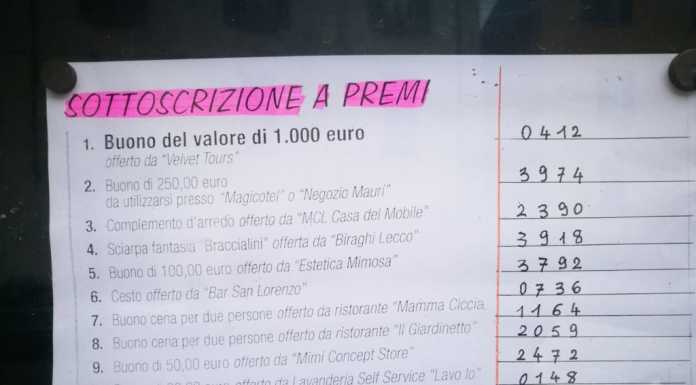 SOTTOSCRIZIONE A PREMI
1. Buono del valore di 1.000 euro 0412
offerto da "Velvet Tours"
2. Buono di 250,00 euro 3974
da utilizzarsi presso "Magicotel" o "Negozio Mauri"
3. Complemento d'arredo offerto da "MCL Casa del Mobile" 2390
4. Sciarpa fantasia "Braccialini" offerta da "Biraghi Lecco" 3918
5. Buono di 100,00 euro offerto da "Estetica Mimosa" 3792
6. Cesto offerto da "Bar San Lorenzo" 0736
7. Buono cena per due persone offerto da ristorante "Mamma Ciccia, 1164
8. Buono cena per due persone offerto da ristorante "Il Giardinetto" 2059
9. Buono di 50,00 euro offerto da "Mimi Concept Store" 2472
euro offerto da Lavanderia Self Service "Lavo Io" 0148